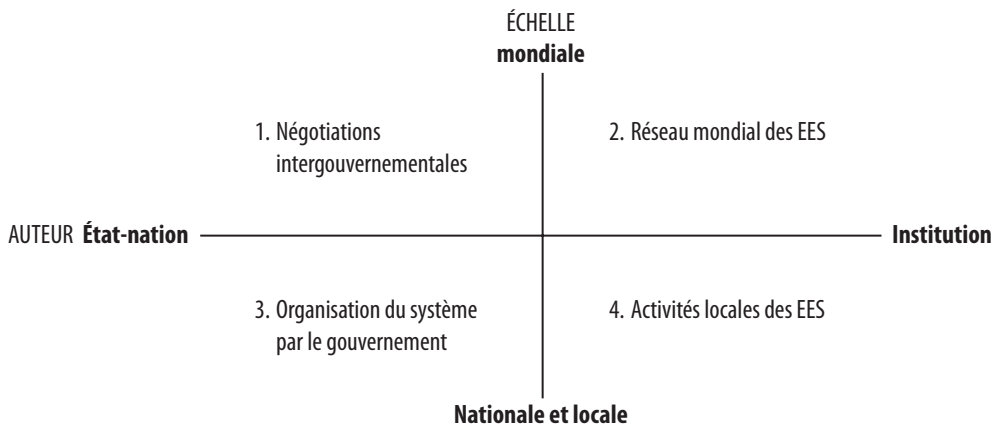 ÉCHELLE
mondiale
1. Négociations
intergouvernementales
2. Réseau mondial des EES
AUTEUR État-nation
Institution
3. Organisation du système
par le gouvernement
4. Activités locales des EES
Nationale et locale